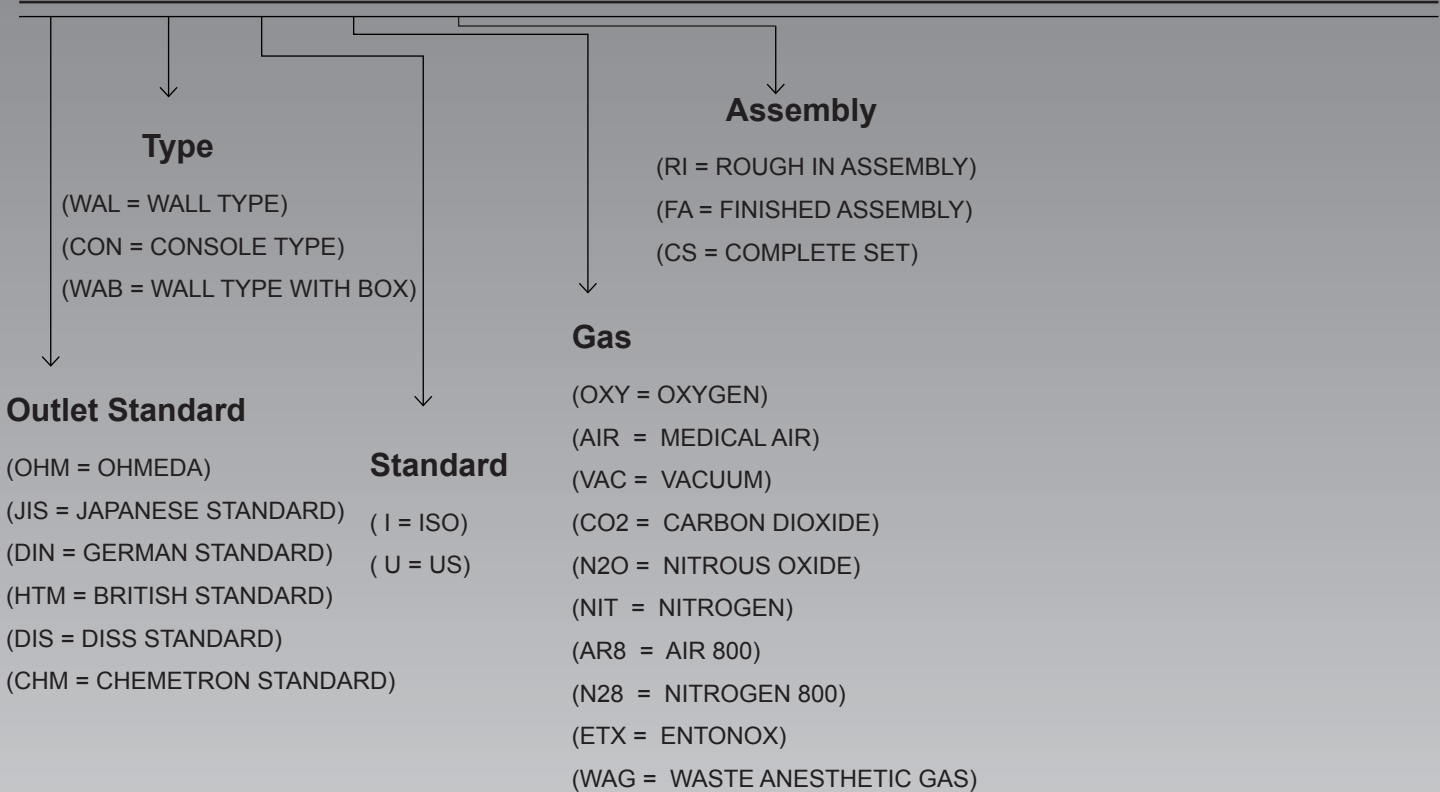 Assembly
(RI = ROUGH IN ASSEMBLY)
(FA = FINISHED ASSEMBLY)
(CS = COMPLETE SET)
Type
(WAL = WALL TYPE)
(CON = CONSOLE TYPE)
(WAB = WALL TYPE WITH BOX)
Gas
(OXY = OXYGEN)
(AIR = MEDICAL AIR)
(VAC = VACUUM)
(CO2 = CARBON DIOXIDE)
(N2O = NITROUS OXIDE)
(NIT = NITROGEN)
(AR8 = AIR 800)
(N28 = NITROGEN 800)
(ETX = ENTONOX)
(WAG = WASTE ANESTHETIC GAS)
Outlet Standard
(OHM = OHMEDA)
(JIS = JAPANESE STANDARD)
(DIN = GERMAN STANDARD)
(HTM = BRITISH STANDARD)
(DIS = DISS STANDARD)
(CHM = CHEMETRON STANDARD)
Standard
( I = ISO)
( U = US)